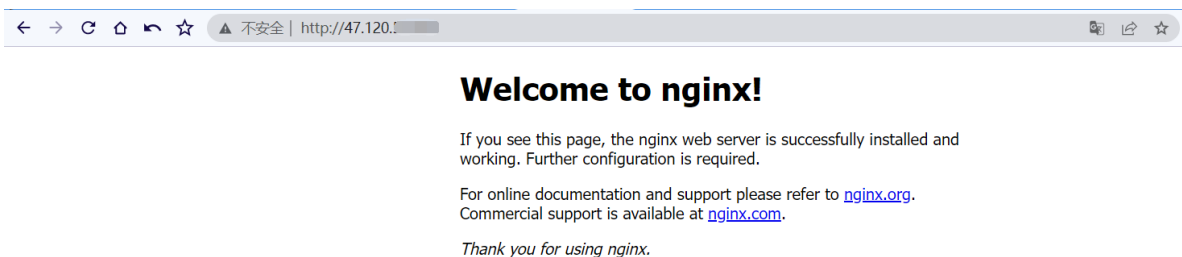 不安全 | http://47.120.
Welcome to nginx!
If you see this page, the nginx web server is successfully installed and
working. Further configuration is required.
For online documentation and support please refer to nginx.org.
Commercial support is available at nginx.com.
Thank you for using nginx.